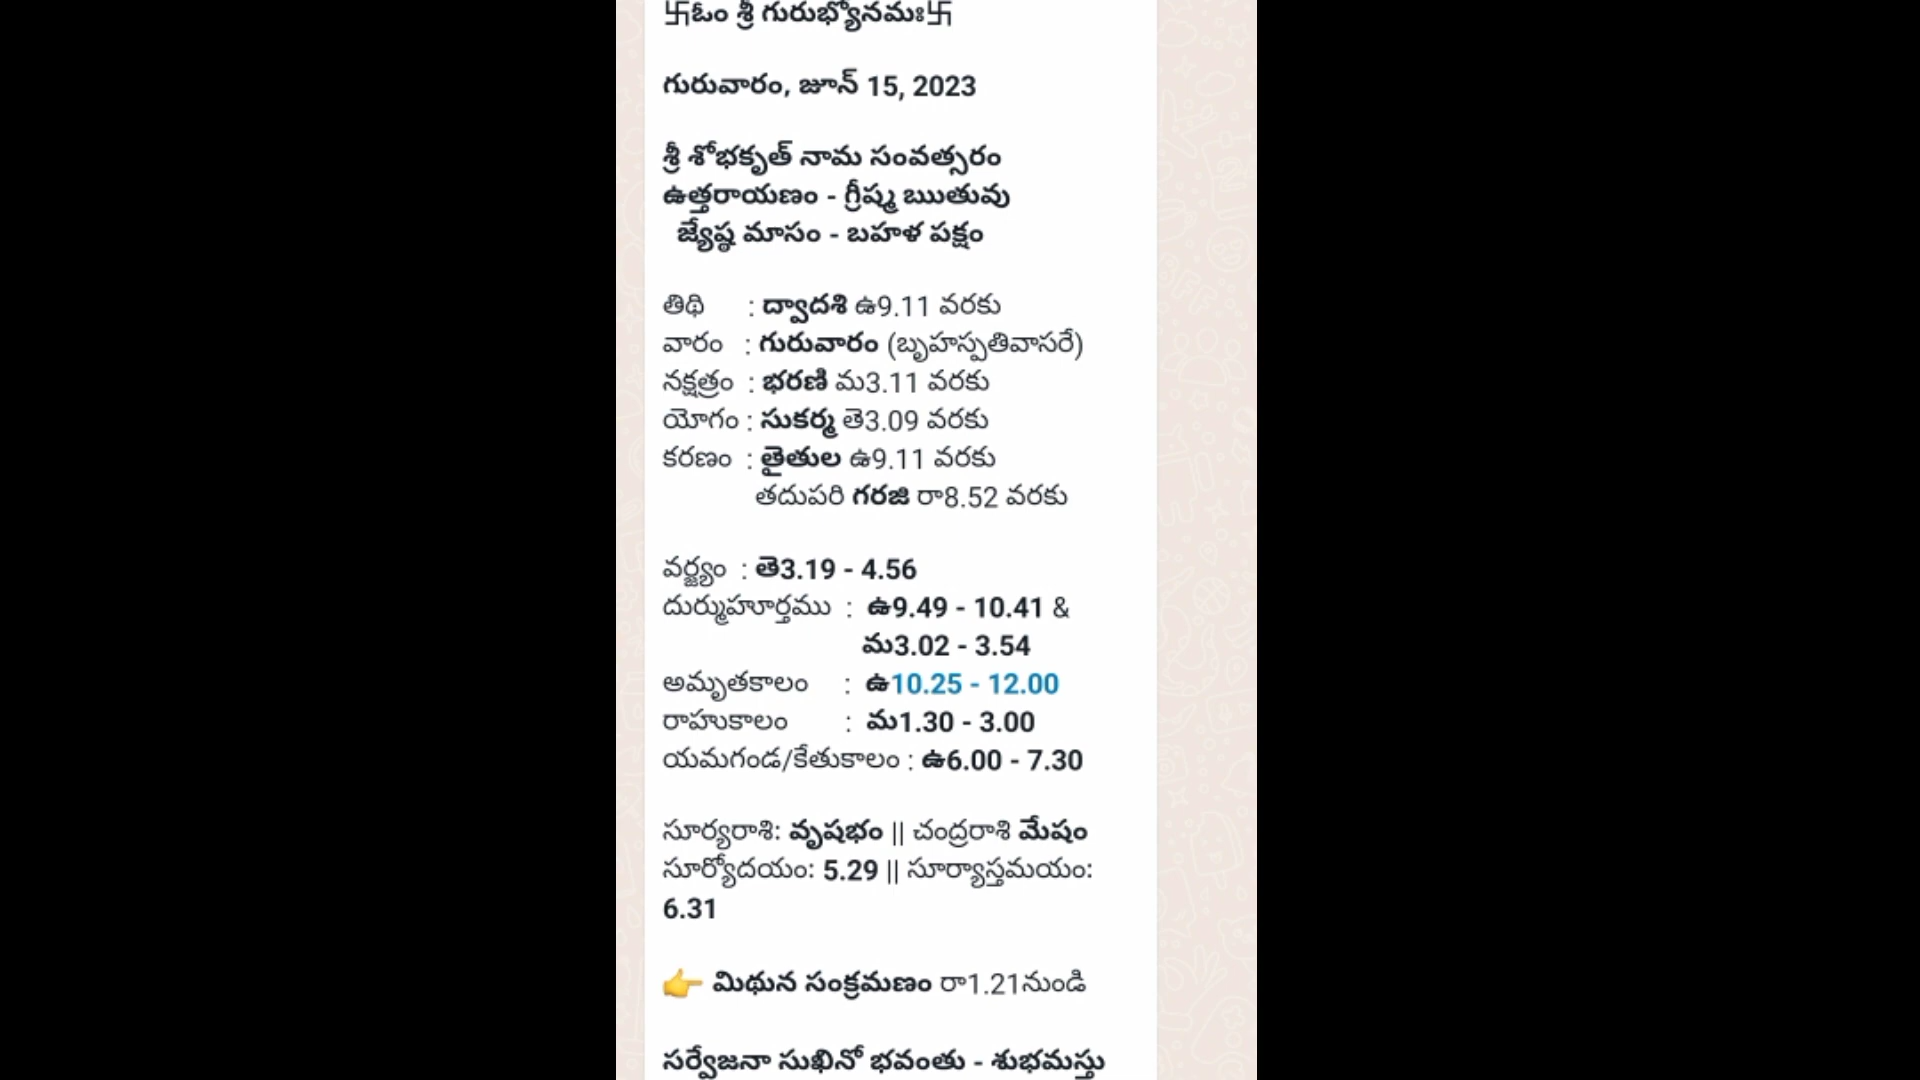 卐ఓం శ్రీ గురుభ్యోనమః卐
గురువారం, జూన్ 15, 2023
శ్రీ శోభకృత్ నామ సంవత్సరం
ఉత్తరాయణం - గ్రీష్మ ఋతువు
జ్యేష్ఠ మాసం - బహళ పక్షం
తిథి : ద్వాదశి ఉ9.11 వరకు
వారం : గురువారం (బృహస్పతివాసరే)
నక్షత్రం : భరణి మ3.11 వరకు
యోగం : సుకర్మ తె3.09 వరకు
కరణం : తైతుల ఉ9.11 వరకు
తదుపరి గరజి రా8.52 వరకు
వర్జ్యం : తె3.19 - 4.56
దుర్ముహూర్తము : ఉ9.49 - 10.41 &
మ3.02 - 3.54
అమృతకాలం : ఉ10.25 - 12.00
రాహుకాలం : మ1.30 - 3.00
యమగండ/కేతుకాలం : ఉ6.00 - 7.30
సూర్యరాశి: వృషభం || చంద్రరాశి మేషం
సూర్యోదయం: 5.29 || సూర్యాస్తమయం:
6.31
👉 మిథున సంక్రమణం రా1.21నుండి
సర్వేజనా సుఖినో భవంతు - శుభమస్తు